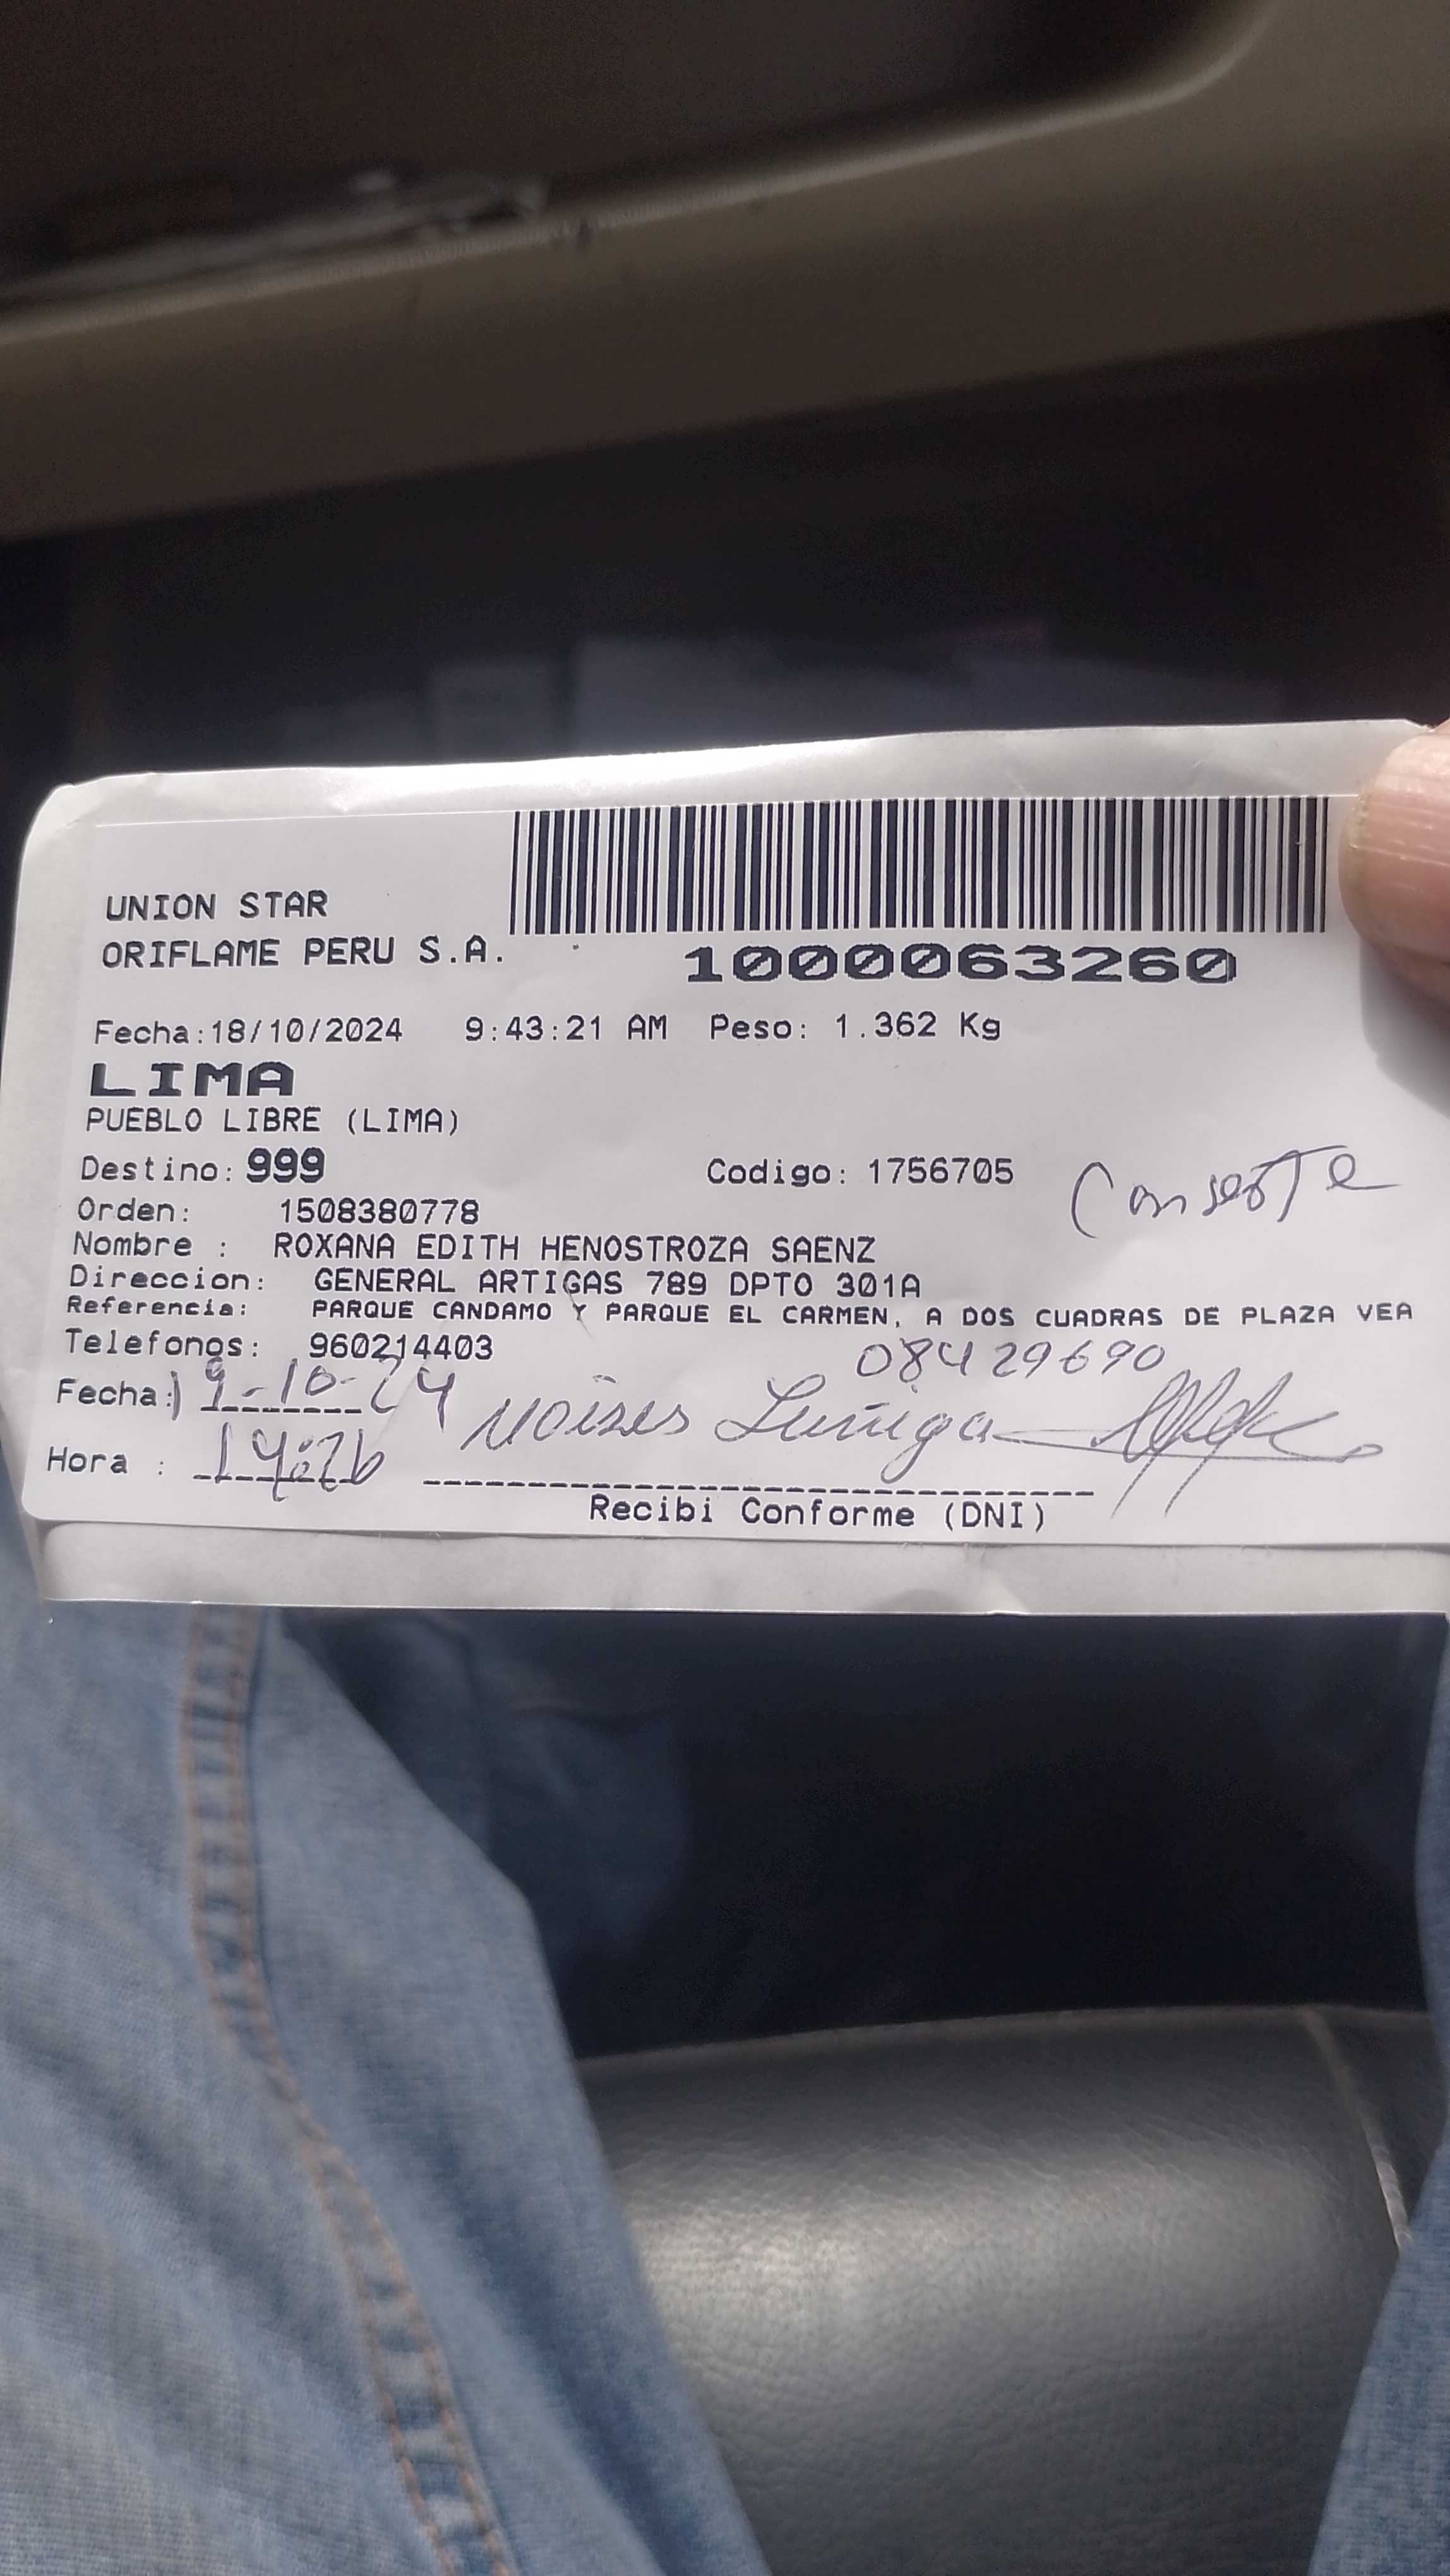 UNION STAR
ORIFLAME PERU S.A.
1000063260
Fecha:18/10/2024 9:43:21 AM Peso: 1.362 Kg
LIMA
PUEBLO LIBRE (LIMA)
Destino: 999 Codigo: 1756705
Orden: 1508380778
Nombre : ROXANA EDITH HENOSTROZA SAENZ
Direccion: GENERAL ARTIGAS 789 DPTO 301A
Referencia: PARQUE CANDAMO Y PARQUE EL CARMEN, A DOS CUADRAS DE PLAZA VEA
Telefonos: 960214403 08429690
Fecha: 19-10-24 Moises
Hora : 14:26
Recibi Conforme (DNI)